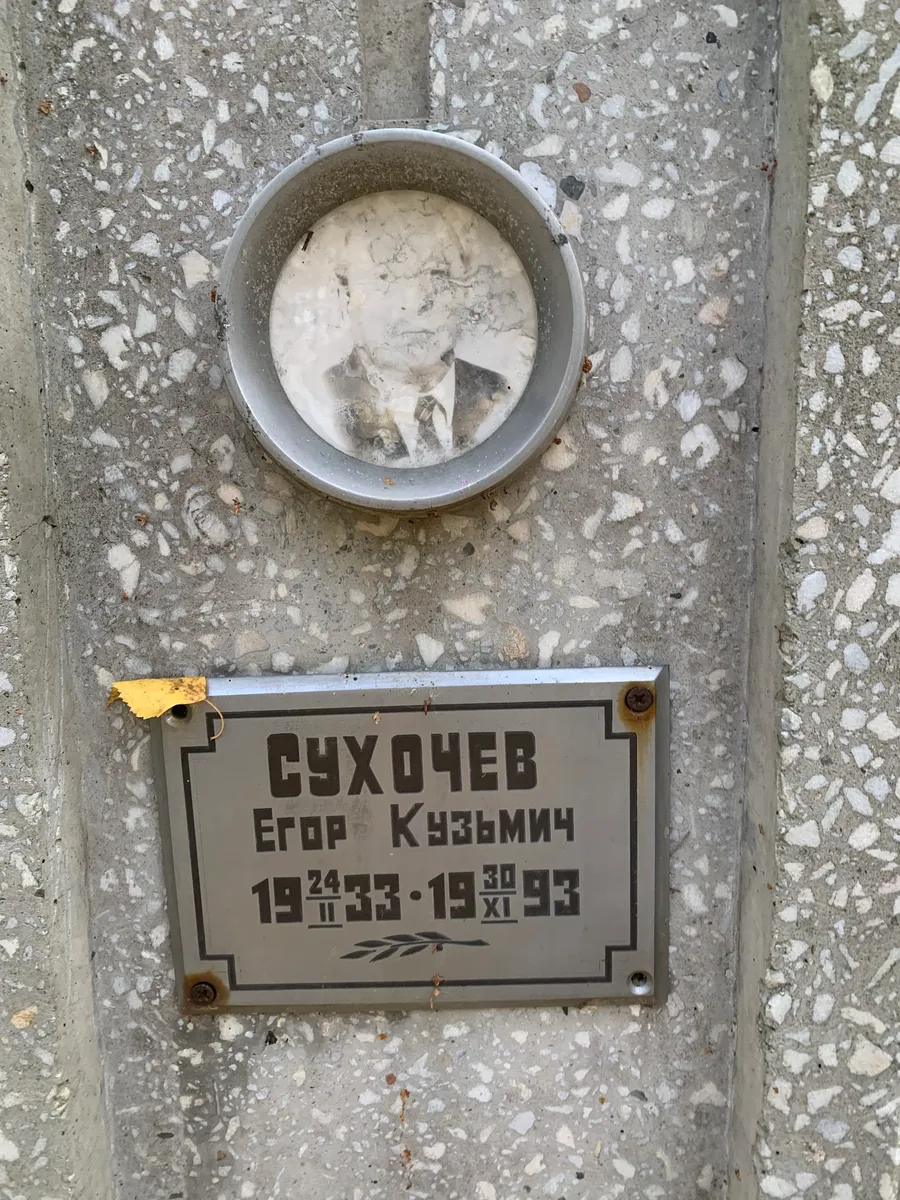 Сухочев
Егор Кузьмич
19 24/II 33 · 19 30/XI 93